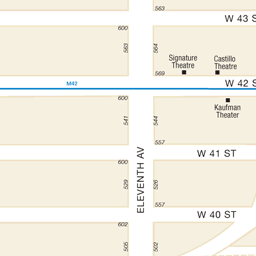 563
W 43 S
600
563
564
Signature
Theatre
Castillo
Theatre
569
M42
W 42 S
600
541
544
Kaufman
Theater
557
W 41 ST
600
529
526
ELEVENTH AV
557
W 40 ST
602
505
502